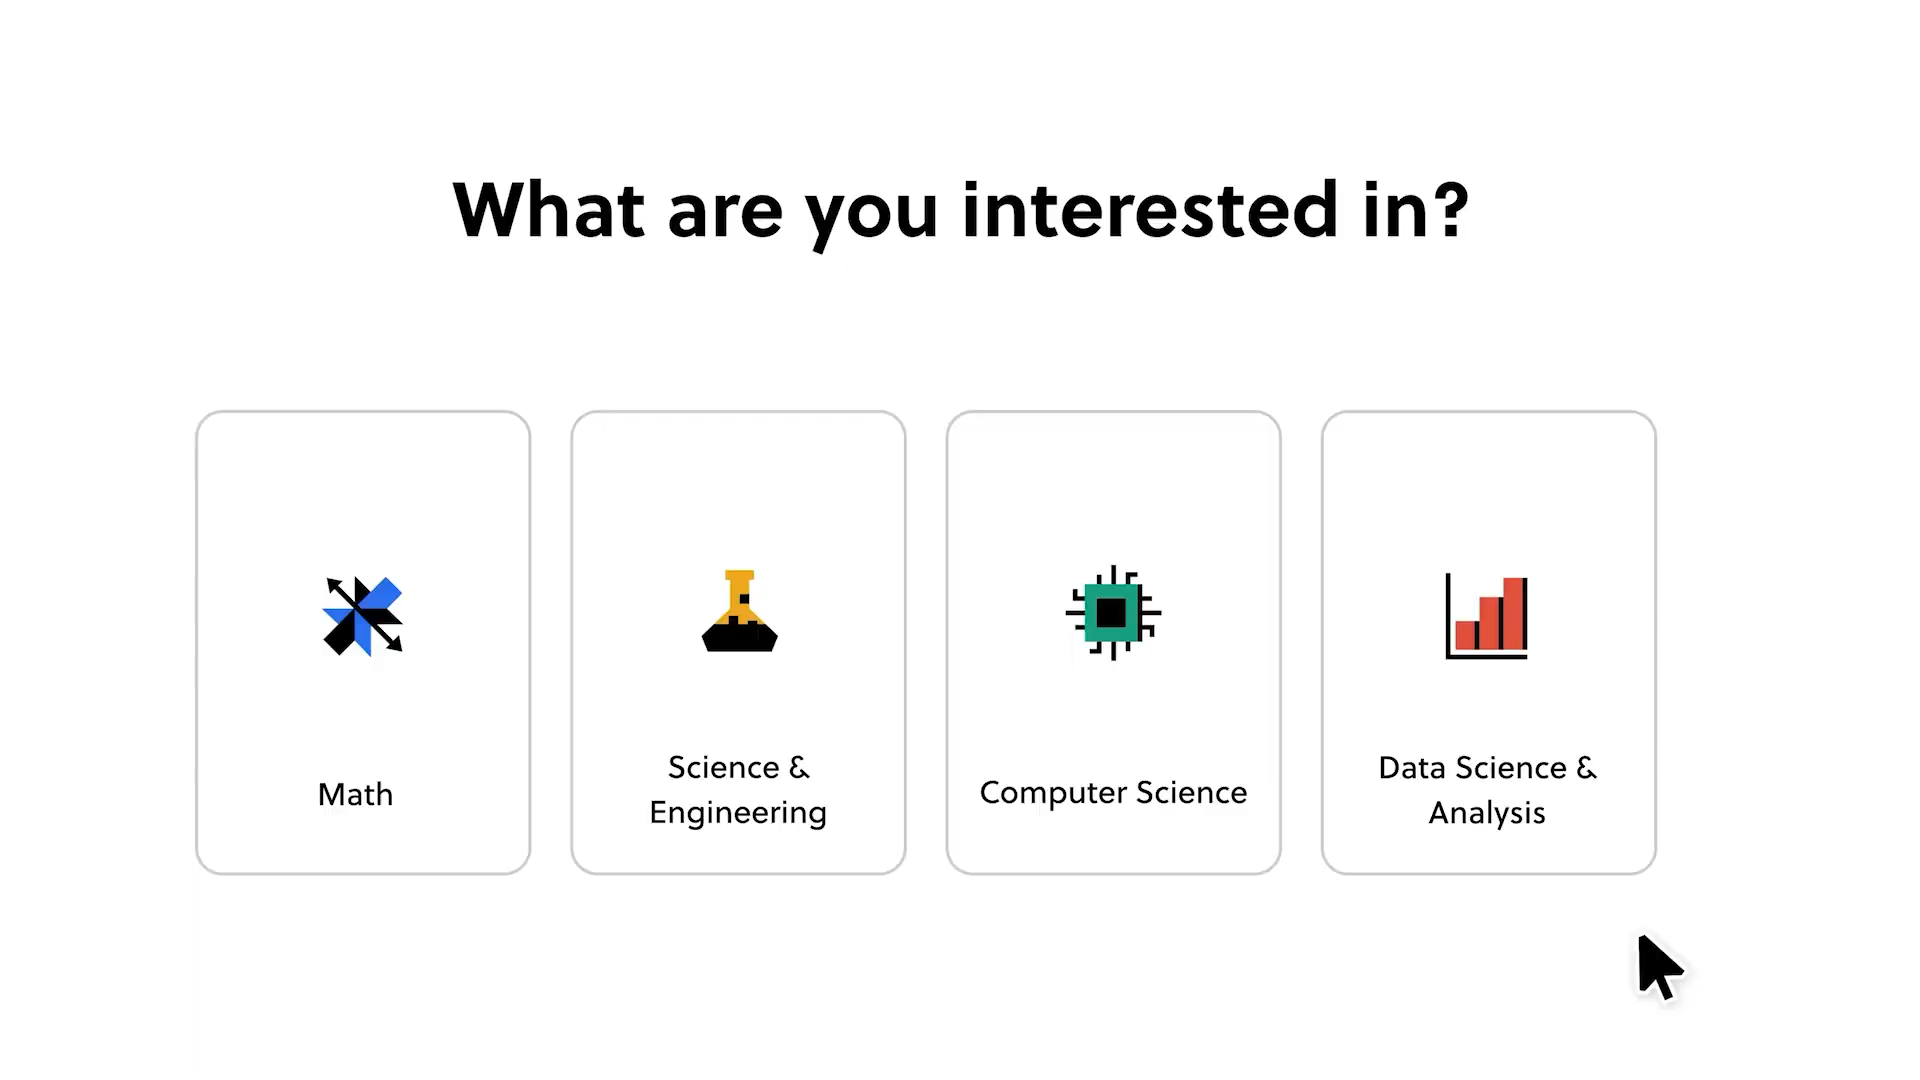 What are you interested in?
Math
Science &
Engineering
Computer Science
Data Science &
Analysis